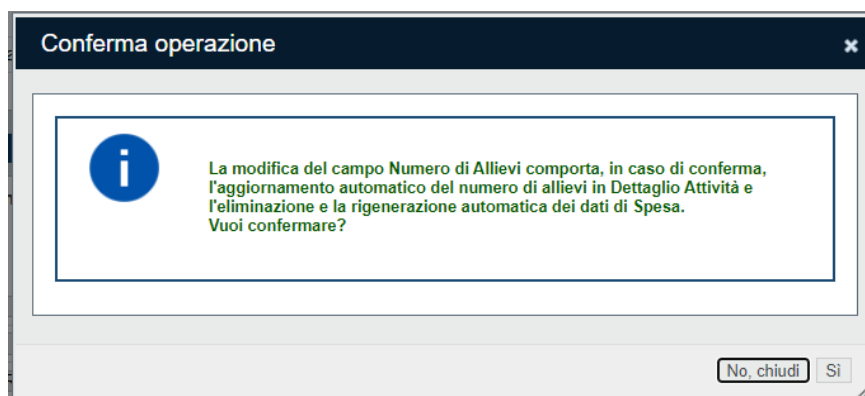 Conferma operazione
La modifica del campo Numero di Allievi comporta, in caso di conferma,
l'aggiornamento automatico del numero di allievi in Dettaglio Attività e
l'eliminazione e la rigenerazione automatica dei dati di Spesa.
Vuoi confermare?
No, chiudi Sì